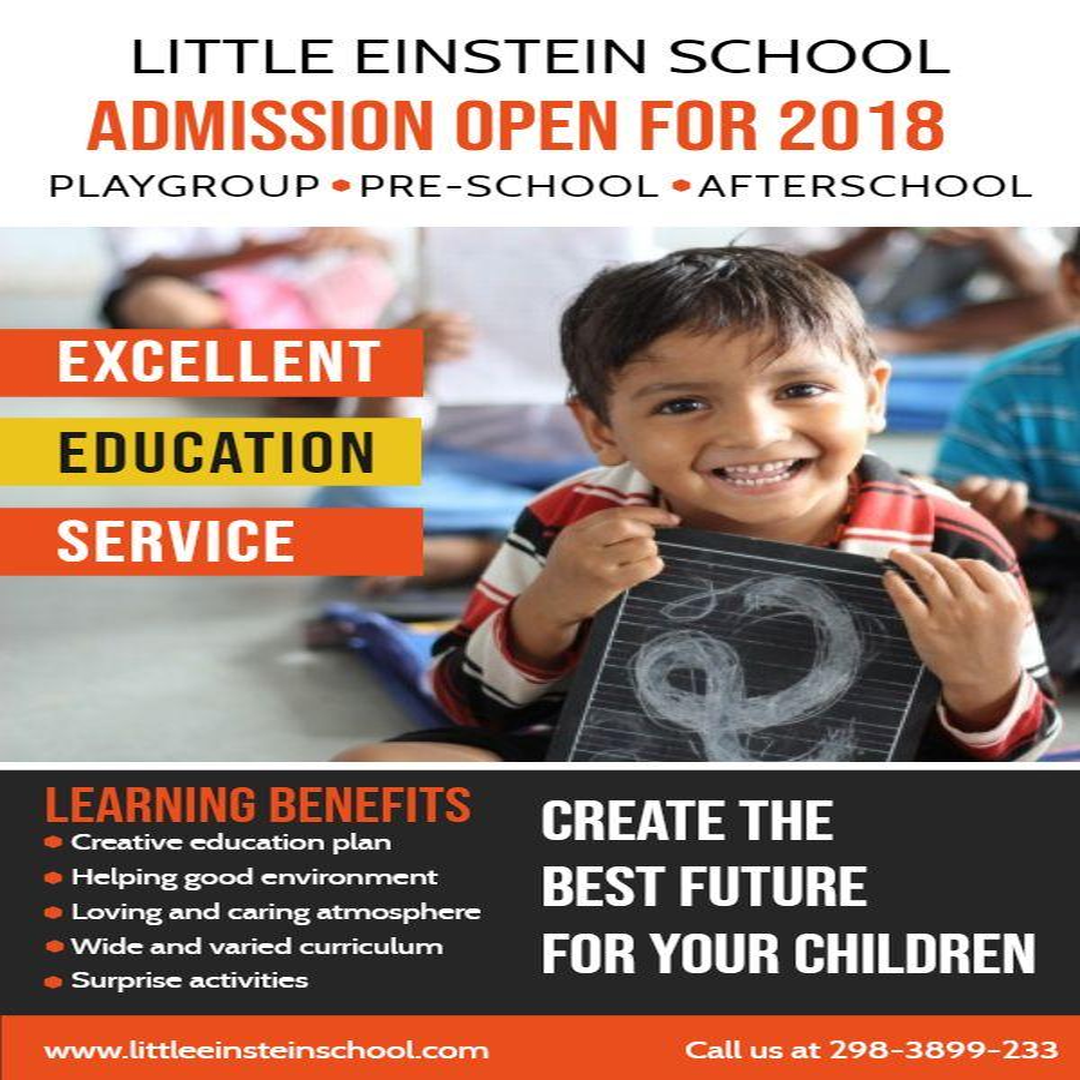 LITTLE EINSTEIN SCHOOL
ADMISSION OPEN FOR 2018
PLAYGROUP • PRE-SCHOOL • AFTERSCHOOL
EXCELLENT
EDUCATION
SERVICE
LEARNING BENEFITS
• Creative education plan
• Helping good environment
• Loving and caring atmosphere
• Wide and varied curriculum
• Surprise activities
CREATE THE
BEST FUTURE
FOR YOUR CHILDREN
www.littleeinsteinschool.com
Call us at 298-3899-233